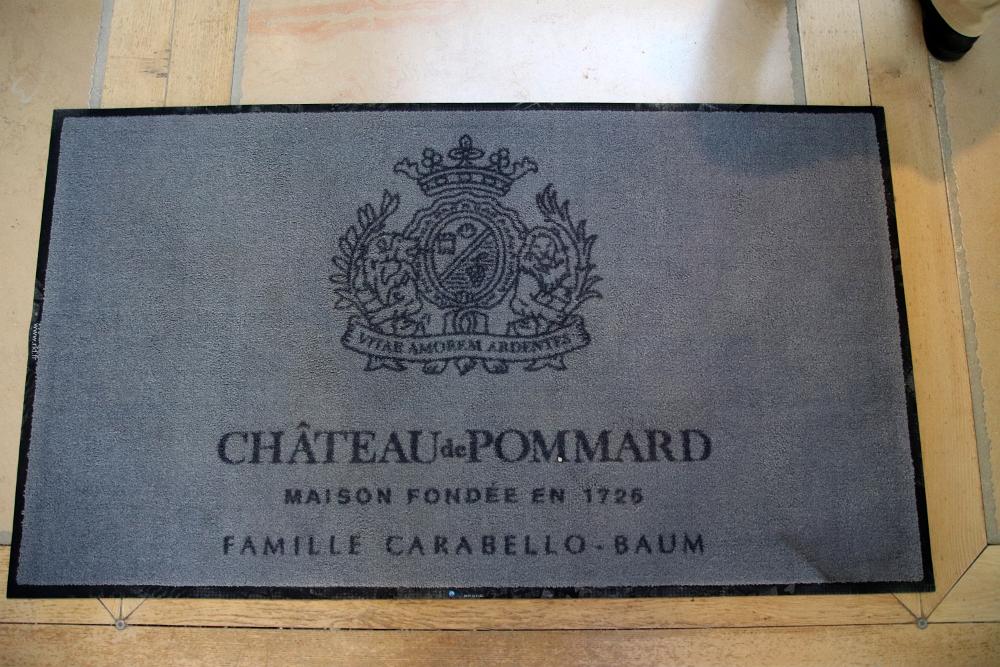 VITAE AMOREM ARDENTES
CHÂTEAU de POMMARD
MAISON FONDÉE EN 1726
FAMILLE CARABELLO-BAUM